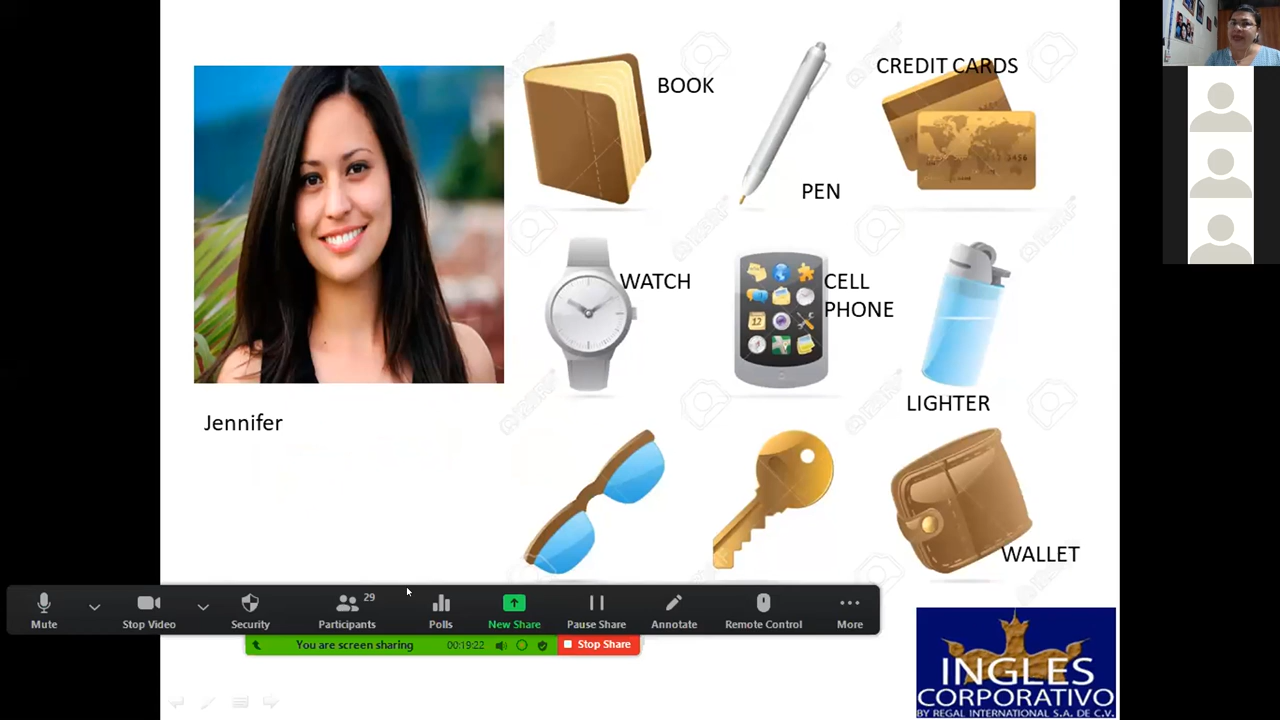 BOOK
CREDIT CARDS
PEN
WATCH
CELL
PHONE
LIGHTER
Jennifer
WALLET
29
Mute
Stop Video
Security
Participants
Polls
New Share
Pause Share
Annotate
Remote Control
More
You are screen sharing
00:19:22
Stop Share
INGLES
CORPORATIVO
BY REGAL INTERNATIONAL S.A. DE C.V.